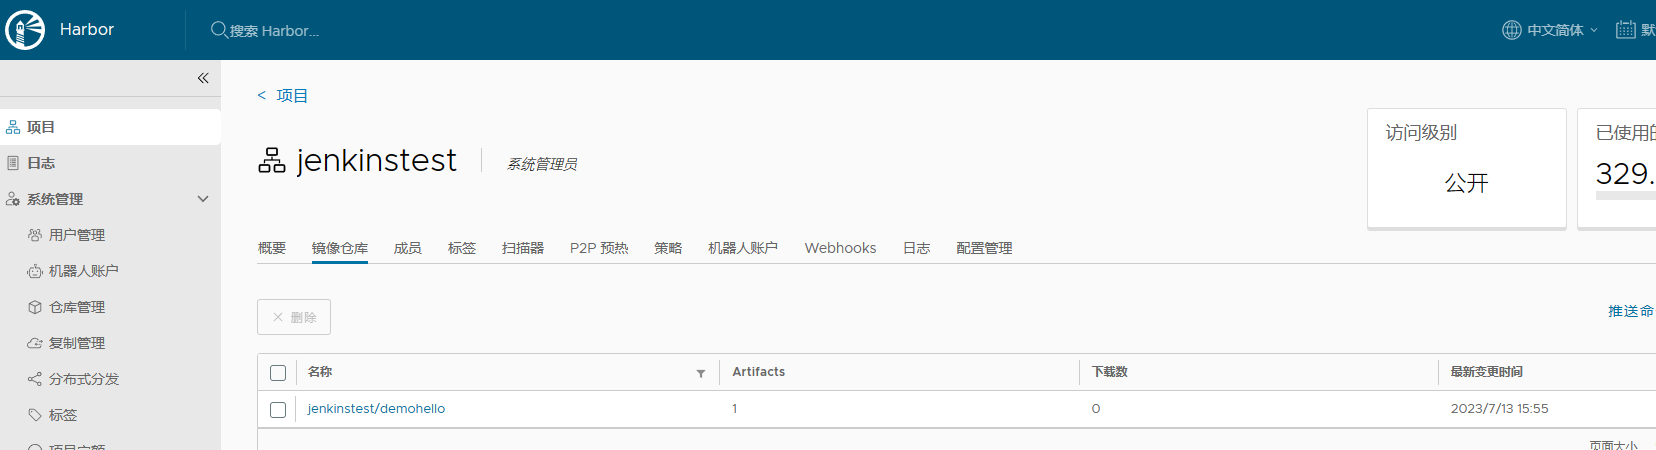 Harbor
搜索 Harbor...
中文简体
默
项目
日志
系统管理
用户管理
机器人账户
仓库管理
复制管理
分布式分发
标签
< 项目
jenkinstest
系统管理员
访问级别
公开
已使用的
329.
概要 镜像仓库 成员 标签 扫描器 P2P 预热 策略 机器人账户 Webhooks 日志 配置管理
× 删除
推送命
名称 Artifacts 下载数 最新变更时间
jenkinstest/demohello 1 0 2023/7/13 15:55
页面大小